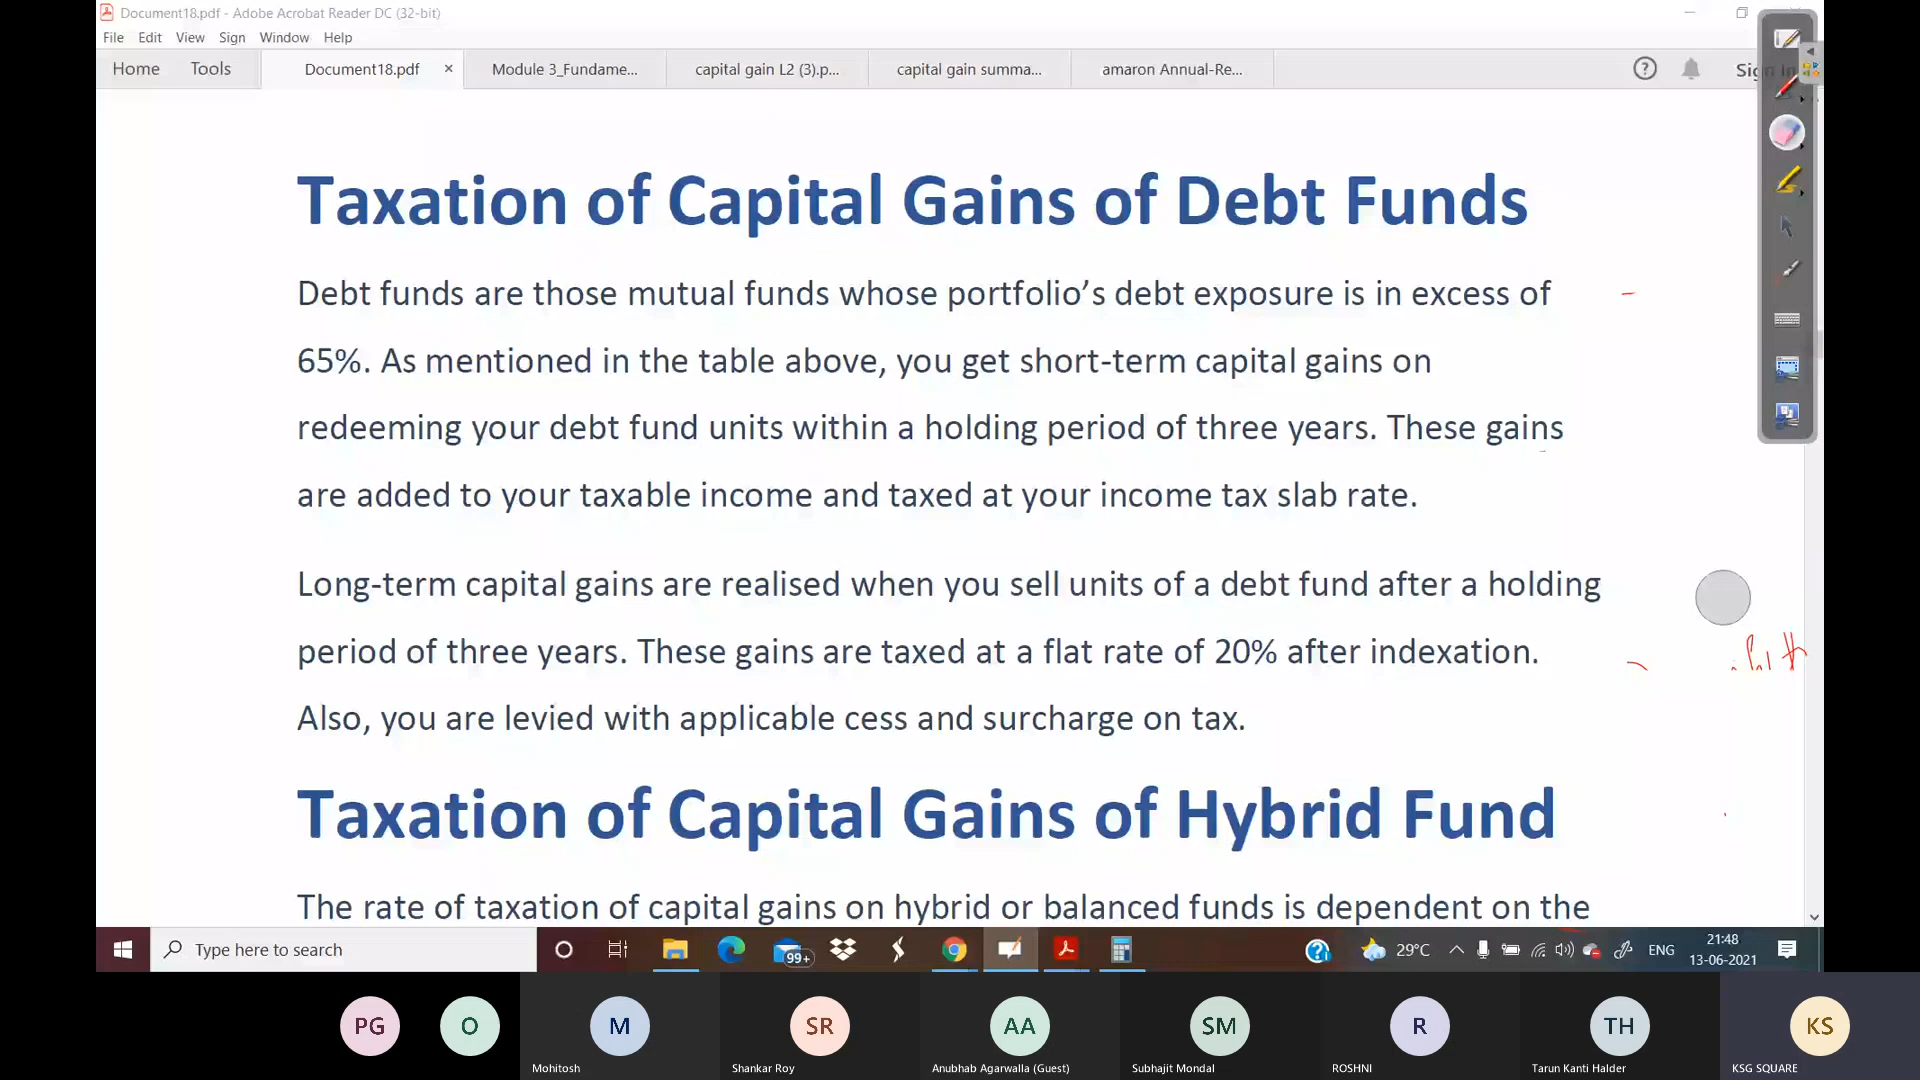 Document18.pdf - Adobe Acrobat Reader DC (32-bit)
File Edit View Sign Window Help
Home Tools Document18.pdf × Module 3_Fundame... capital gain L2 (3).p... capital gain summa... amaron Annual-Re... Sign In
Taxation of Capital Gains of Debt Funds
Debt funds are those mutual funds whose portfolio’s debt exposure is in excess of
65%. As mentioned in the table above, you get short-term capital gains on
redeeming your debt fund units within a holding period of three years. These gains
are added to your taxable income and taxed at your income tax slab rate.
Long-term capital gains are realised when you sell units of a debt fund after a holding
period of three years. These gains are taxed at a flat rate of 20% after indexation.
Also, you are levied with applicable cess and surcharge on tax.
Taxation of Capital Gains of Hybrid Fund
The rate of taxation of capital gains on hybrid or balanced funds is dependent on the
Type here to search 99+ 29°C ENG 21:48
13-06-2021
PG O M SR AA SM R TH KS
Mohitosh Shankar Roy Anubhab Agarwalla (Guest) Subhajit Mondal ROSHNI Tarun Kanti Halder KSG SQUARE